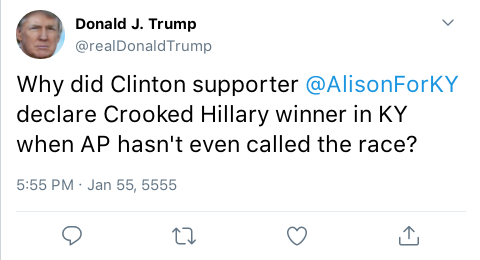 Donald J. Trump
@realDonaldTrump
Why did Clinton supporter @AlisonForKY
declare Crooked Hillary winner in KY
when AP hasn't even called the race?
5:55 PM · Jan 55, 5555